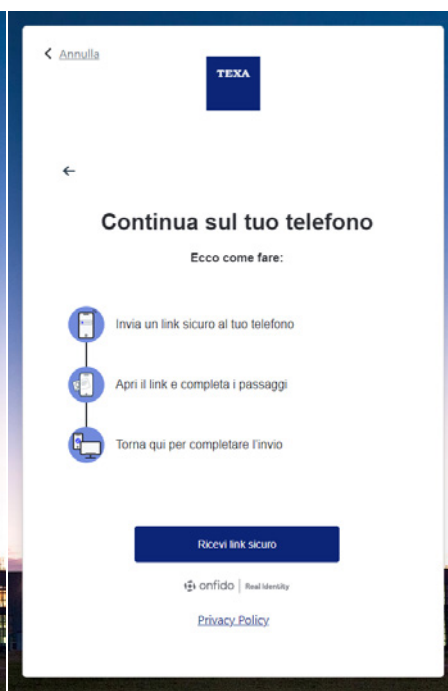 Annulla
TEXA
Continua sul tuo telefono
Ecco come fare:
Invia un link sicuro al tuo telefono
Apri il link e completa i passaggi
Torna qui per completare l'invio
Ricevi link sicuro
onfido | Real Identity
Privacy Policy